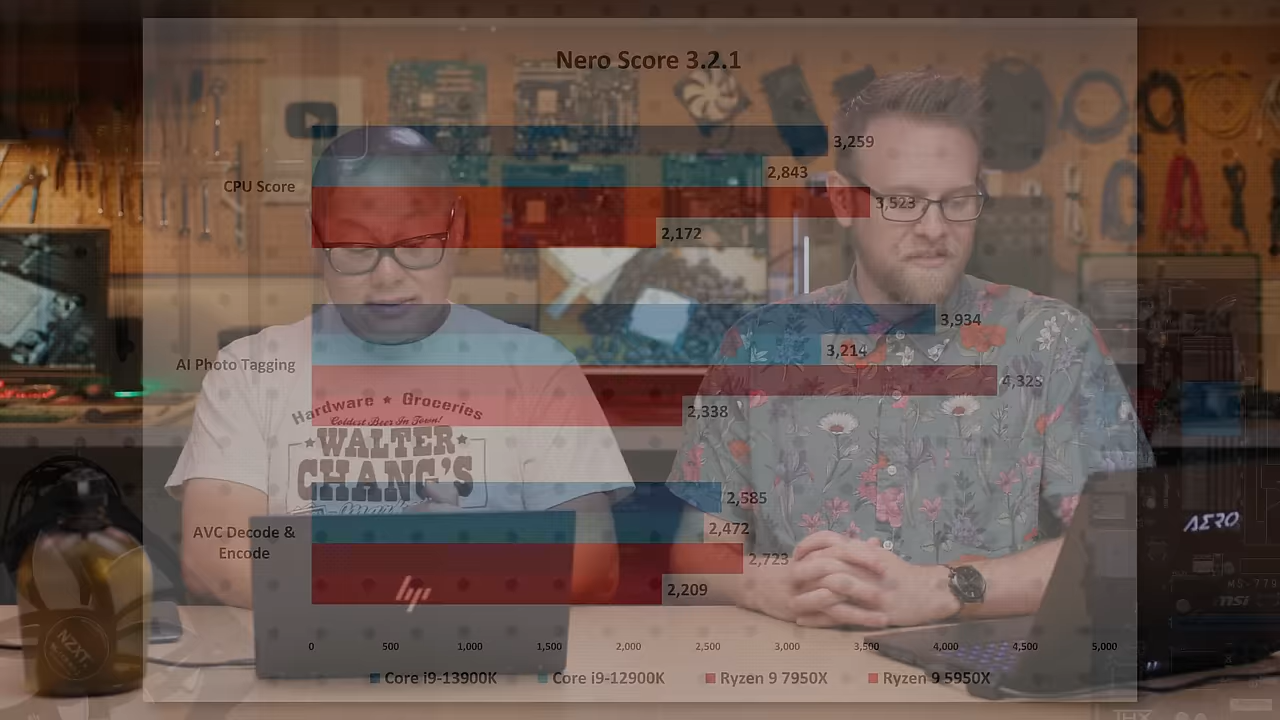 Nero Score 3.2.1
3,259
2,843
CPU Score
3,523
2,172
3,934
3,214
AI Photo Tagging
4,323
2,338
Hardware ★ Groceries
Coldest Beer In Town!
WALTER
CHANG'S
2,585
2,472
AVC Decode &
Encode
2,723
2,209
hp
AERO
MS-779
msi
NZXT
0 500 1,000 1,500 2,000 2,500 3,000 3,500 4,000 4,500 5,000
Core i9-13900K Core i9-12900K Ryzen 9 7950X Ryzen 9 5950X